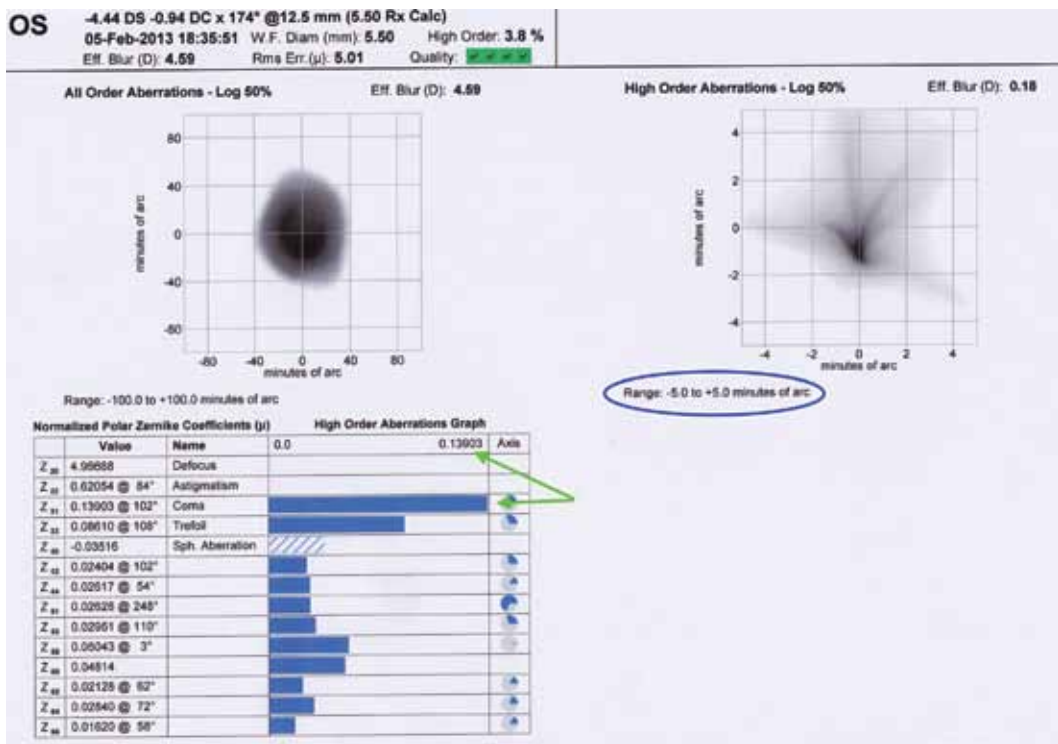 OS
-4.44 DS -0.94 DC x 174° @12.5 mm (5.50 Rx Calc)
05-Feb-2013 18:35:51 W.F. Diam (mm): 5.50 High Order: 3.8 %
Eff. Blur (D): 4.59 Rms Err.(µ): 5.01 Quality:
All Order Aberrations - Log 50% Eff. Blur (D): 4.59
80
40
0
-40
-80
minutes of arc
-80 -40 0 40 80
minutes of arc
Range: -100.0 to +100.0 minutes of arc
High Order Aberrations - Log 50% Eff. Blur (D): 0.18
4
2
0
-2
-4
minutes of arc
-4 -2 0 2 4
minutes of arc
Range: -5.0 to +5.0 minutes of arc
Normalized Polar Zernike Coefficients (µ) High Order Aberrations Graph
Value Name 0.0 0.13903 Axis
Z 4.99688 Defocus
Z 0.62054 @ 84° Astigmatism
Z 0.13903 @ 102° Coma
Z 0.08610 @ 108° Trefoil
Z -0.03516 Sph. Aberration
Z 0.02404 @ 102°
Z 0.02617 @ 54°
Z 0.02628 @ 248°
Z 0.02951 @ 110°
Z 0.05043 @ 3°
Z 0.04814
Z 0.02128 @ 62°
Z 0.02840 @ 72°
Z 0.01620 @ 58°